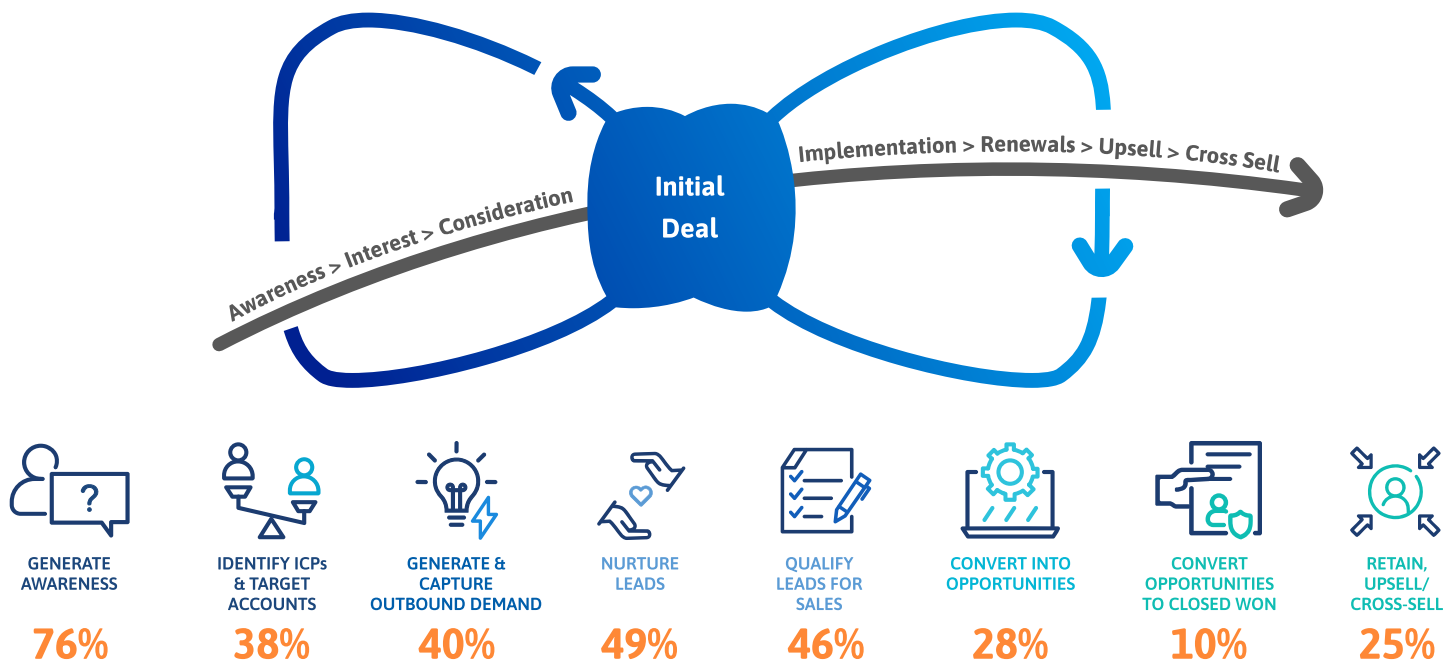 Initial
Deal
Awareness > Interest > Consideration
Implementation > Renewals > Upsell > Cross Sell
?
GENERATE
AWARENESS
76%
IDENTIFY ICPs
& TARGET
ACCOUNTS
38%
GENERATE &
CAPTURE
OUTBOUND DEMAND
40%
NURTURE
LEADS
49%
QUALIFY
LEADS FOR
SALES
46%
CONVERT INTO
OPPORTUNITIES
28%
CONVERT
OPPORTUNITIES
TO CLOSED WON
10%
RETAIN,
UPSELL/
CROSS-SELL
25%